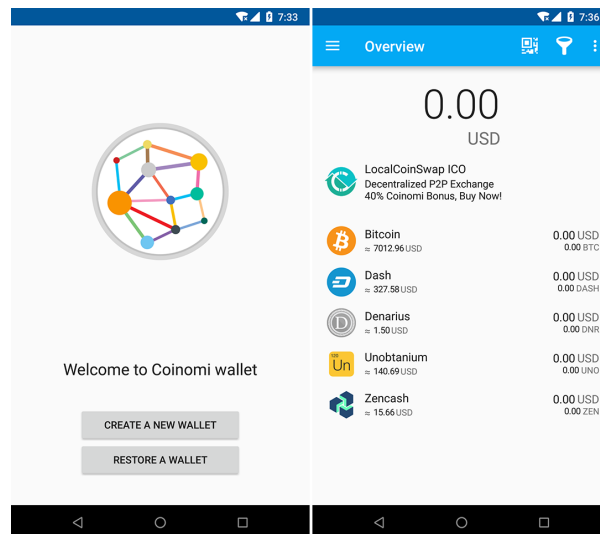 7:33
Welcome to Coinomi wallet
CREATE A NEW WALLET
RESTORE A WALLET
7:36
Overview
0.00
USD
LocalCoinSwap ICO
Decentralized P2P Exchange
40% Coinomi Bonus, Buy Now!
Bitcoin 0.00 USD
≈ 7012.96 USD 0.00 BTC
Dash 0.00 USD
≈ 327.58 USD 0.00 DASH
D
Denarius 0.00 USD
≈ 1.50 USD 0.00 DNR
Un
Unobtanium 0.00 USD
≈ 140.69 USD 0.00 UNO
Zencash 0.00 USD
≈ 15.66 USD 0.00 ZEN